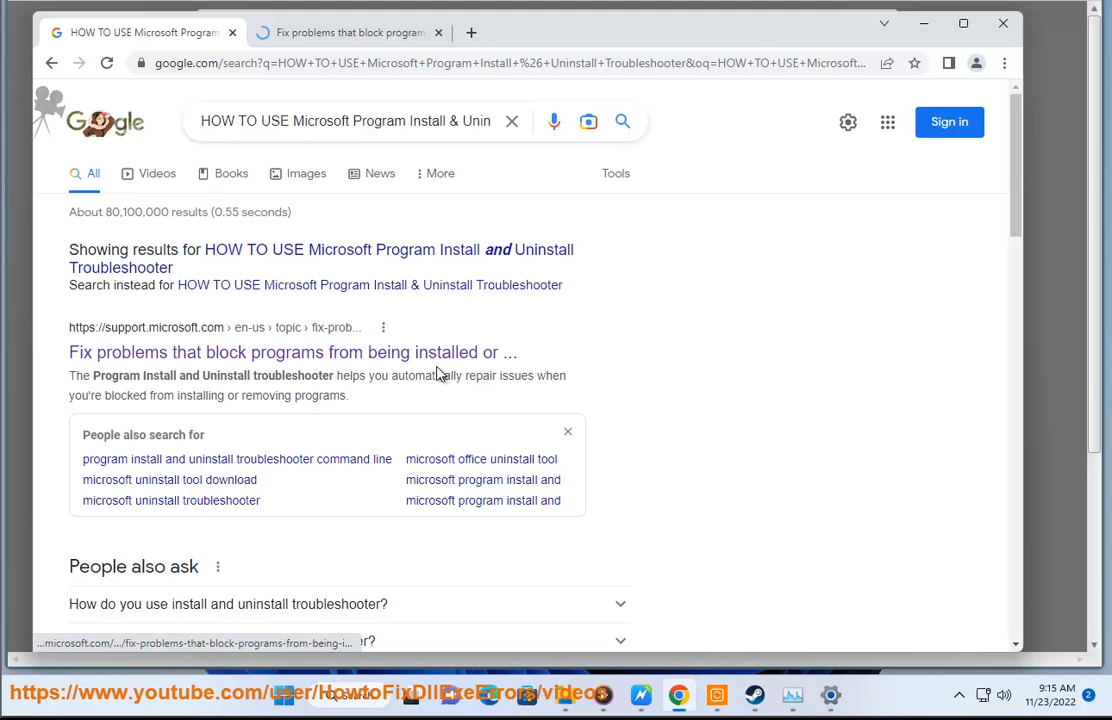 HOW TO USE Microsoft Program
Fix problems that block program
google.com/search?q=HOW+TO+USE+Microsoft+Program+Install+%26+Uninstall+Troubleshooter&oq=HOW+TO+USE+Microsoft...
Google
HOW TO USE Microsoft Program Install & Unin
Sign in
All
Videos
Books
Images
News
More
Tools
About 80,100,000 results (0.55 seconds)
Showing results for HOW TO USE Microsoft Program Install and Uninstall
Troubleshooter
Search instead for HOW TO USE Microsoft Program Install & Uninstall Troubleshooter
https://support.microsoft.com › en-us › topic › fix-prob...
Fix problems that block programs from being installed or ...
The Program Install and Uninstall troubleshooter helps you automatically repair issues when
you're blocked from installing or removing programs.
People also search for
program install and uninstall troubleshooter command line
microsoft office uninstall tool
microsoft uninstall tool download
microsoft program install and
microsoft uninstall troubleshooter
microsoft program install and
People also ask
How do you use install and uninstall troubleshooter?
...microsoft.com/.../fix-problems-that-block-programs-from-being-i...
er?
https://www.youtube.com/user/HowtoFixDllExeErrors/videos
9:15 AM
11/23/2022
2